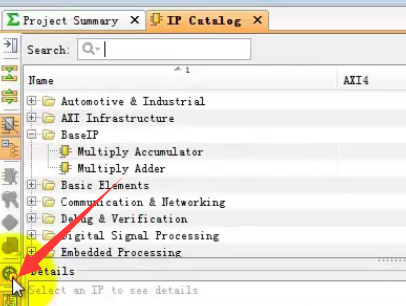 Project Summary × IP Catalog ×
Search: Q-
Name 1 AXI4
Automotive & Industrial
AXI Infrastructure
BaseIP
Multiply Accumulator
Multiply Adder
Basic Elements
Communication & Networking
Debug & Verification
Digital Signal Processing
Embedded Processing
Details
Select an IP to see details